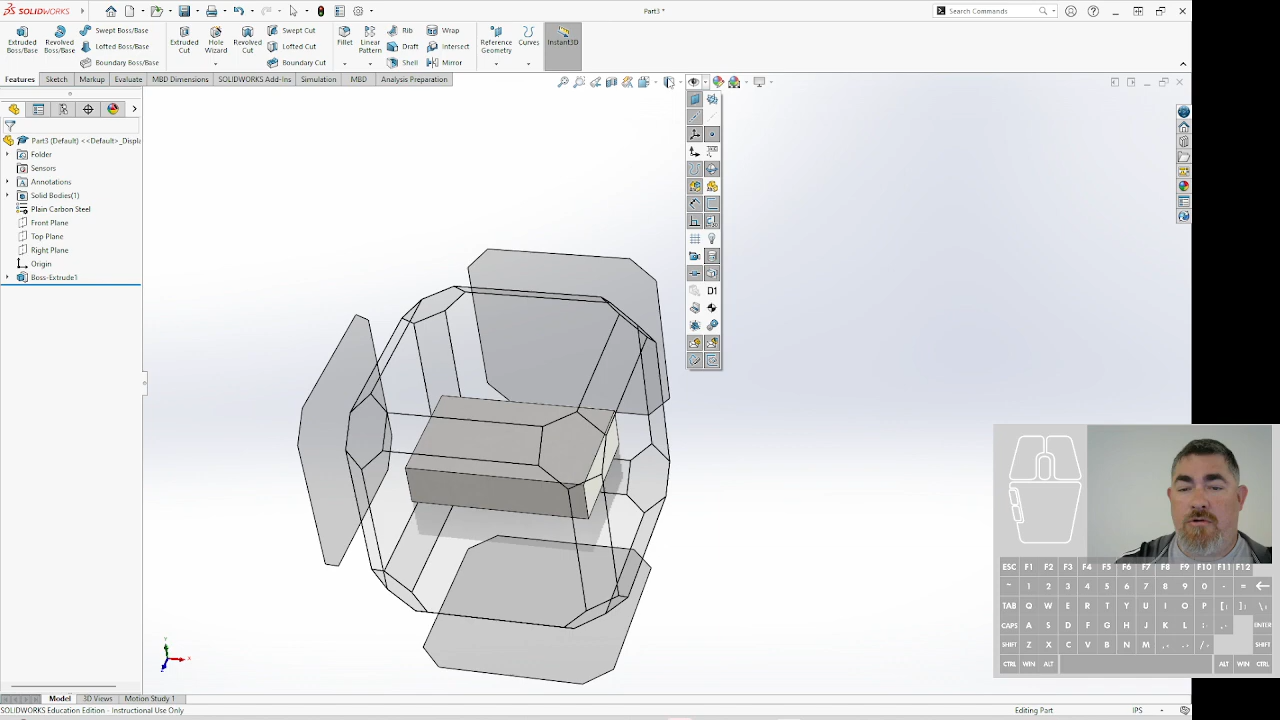 SOLIDWORKS
Part3 *
Search Commands
Extruded Boss/Base
Revolved Boss/Base
Swept Boss/Base
Lofted Boss/Base
Boundary Boss/Base
Extruded Cut
Hole Wizard
Revolved Cut
Swept Cut
Lofted Cut
Boundary Cut
Fillet
Linear Pattern
Rib
Draft
Shell
Wrap
Intersect
Mirror
Reference Geometry
Curves
Instant3D
Features
Sketch
Markup
Evaluate
MBD Dimensions
SOLIDWORKS Add-Ins
Simulation
MBD
Analysis Preparation
Part3 (Default) <<Default>_Displa
Folder
Sensors
Annotations
Solid Bodies(1)
Plain Carbon Steel
Front Plane
Top Plane
Right Plane
Origin
Boss-Extrude1
D1
ESC F1 F2 F3 F4 F5 F6 F7 F8 F9 F10 F11 F12
~ 1 2 3 4 5 6 7 8 9 0 - =
TAB Q W E R T Y U I O P
CAPS A S D F G H J K L ENTER
SHIFT Z X C V B N M SHIFT
CTRL WIN ALT ALT WIN CTRL
Model
3D Views
Motion Study 1
SOLIDWORKS Education Edition - Instructional Use Only
Editing Part
IPS